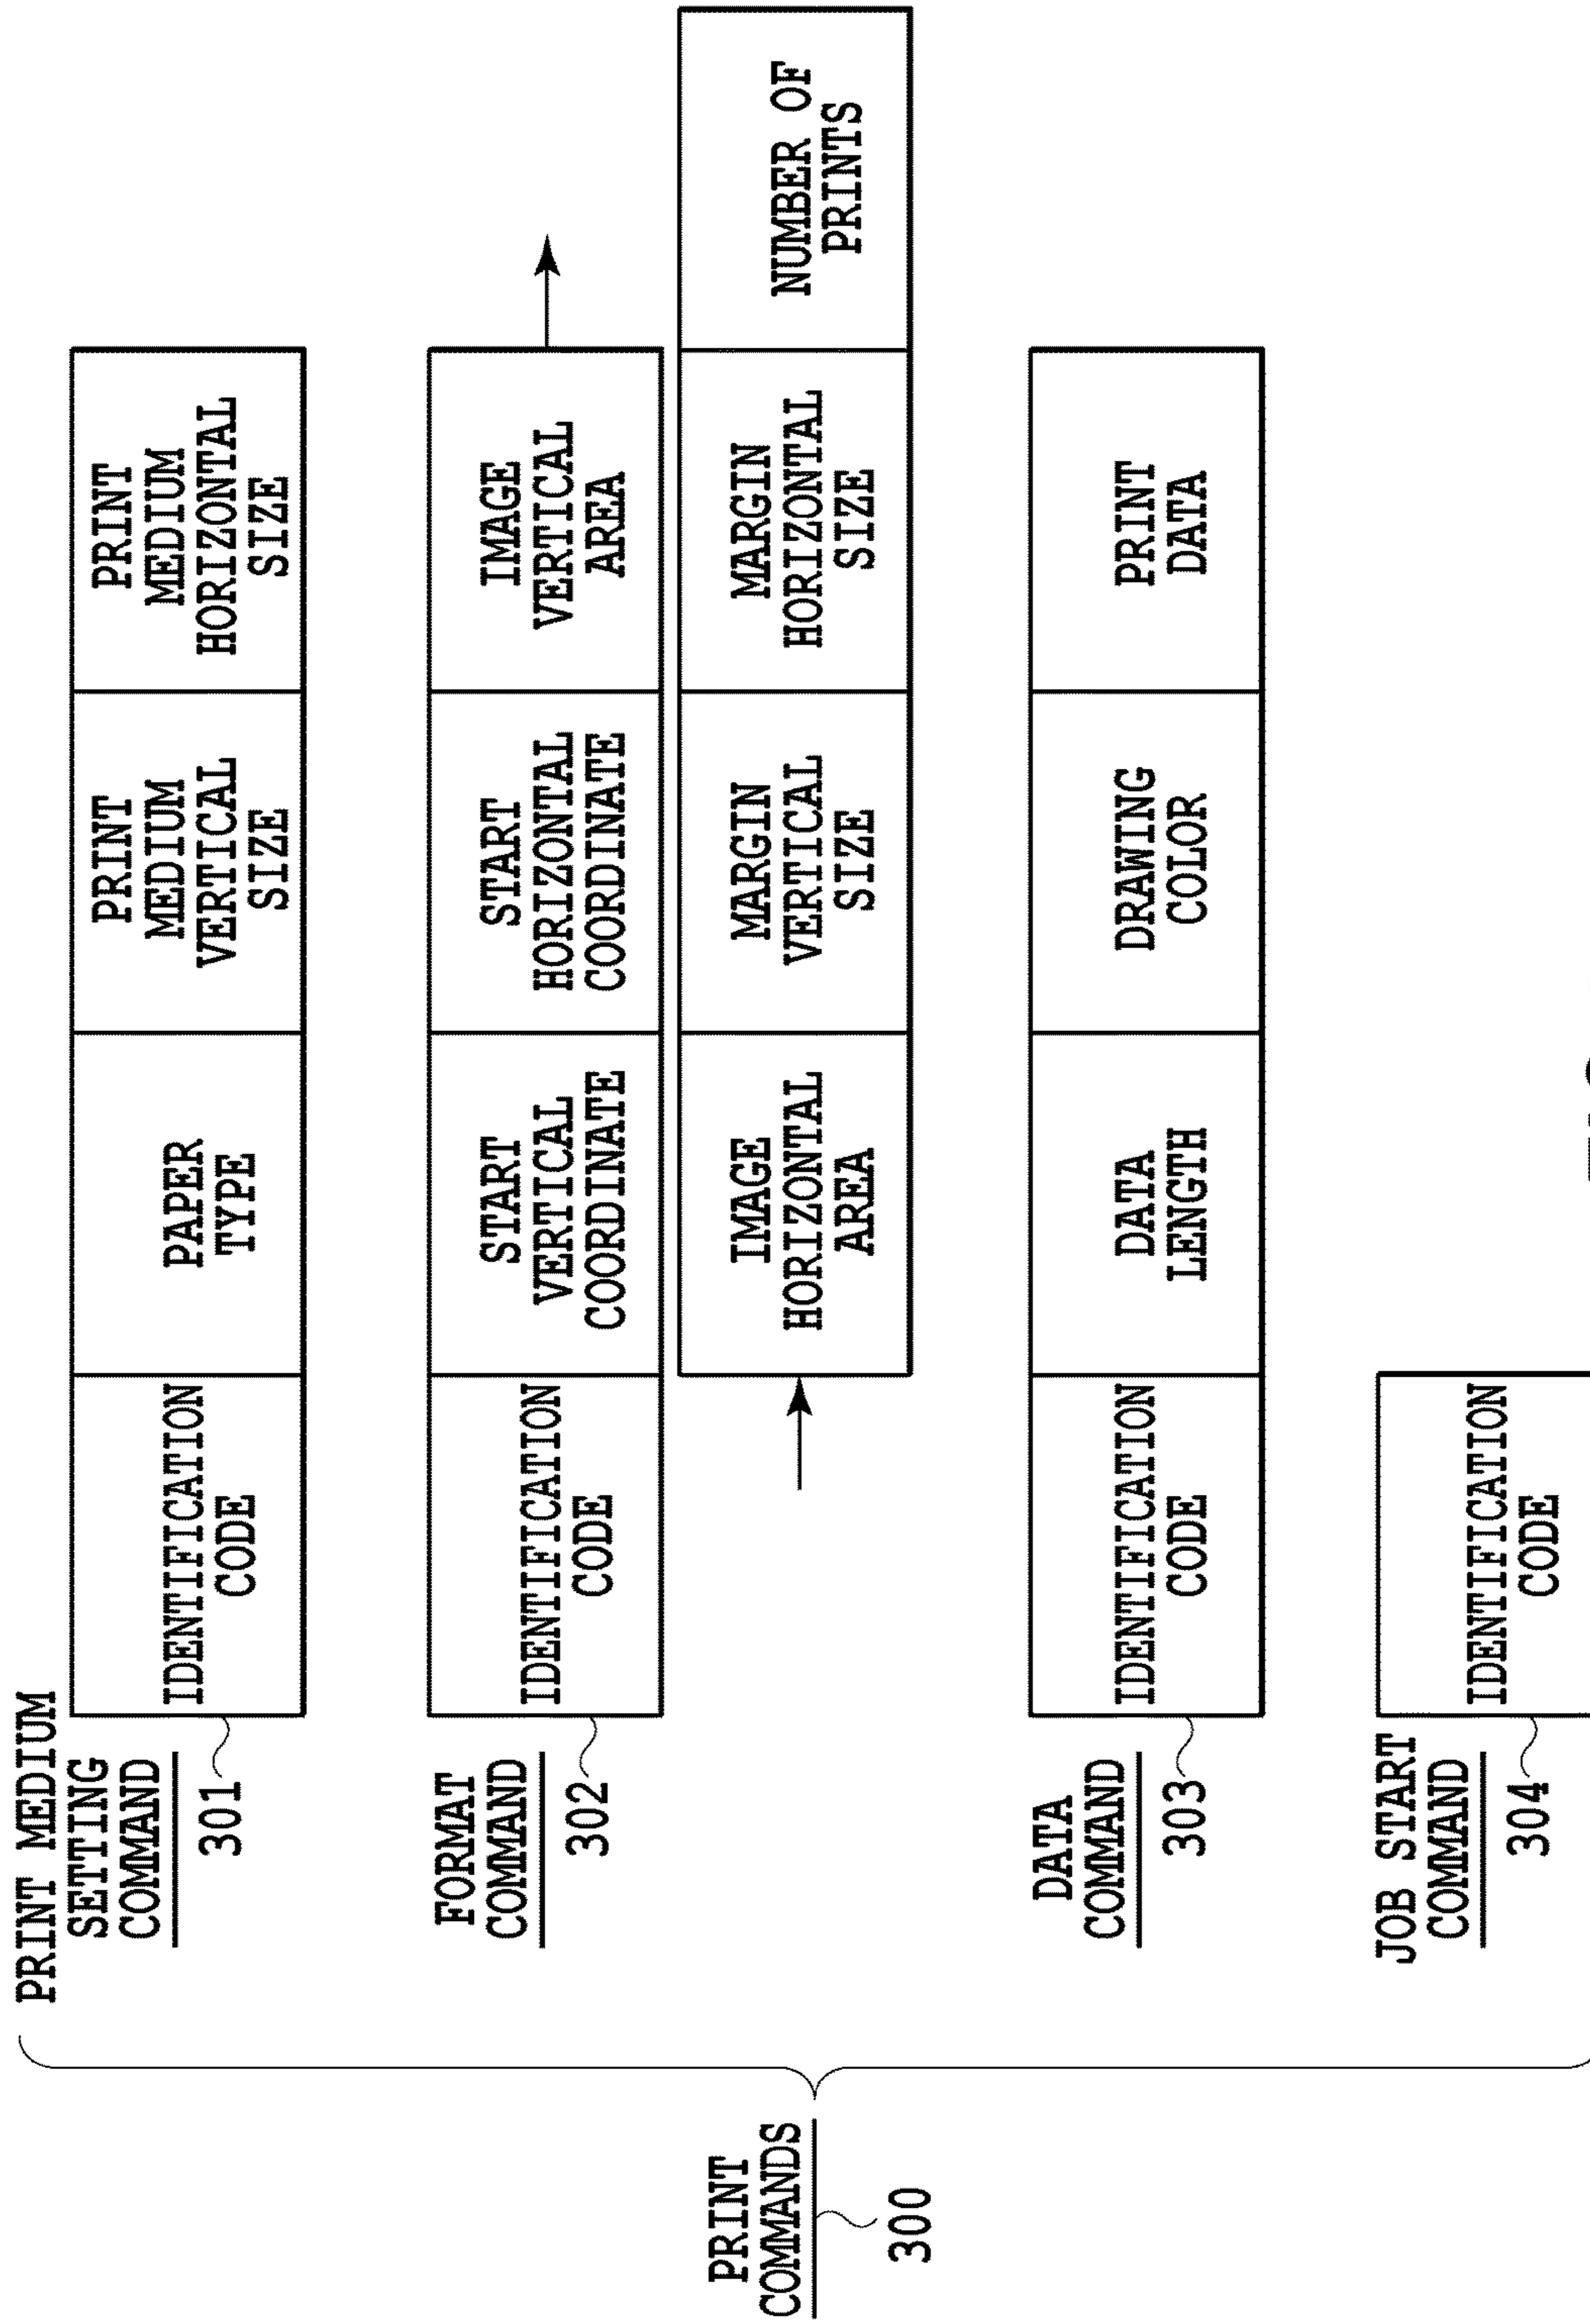 PRINT
COMMANDS
300
PRINT MEDIUM
SETTING
COMMAND
301
IDENTIFICATION
CODE
PAPER
TYPE
PRINT
MEDIUM
VERTICAL
SIZE
PRINT
MEDIUM
HORIZONTAL
SIZE
FORMAT
COMMAND
302
IDENTIFICATION
CODE
START
VERTICAL
COORDINATE
START
HORIZONTAL
COORDINATE
IMAGE
VERTICAL
AREA
IMAGE
HORIZONTAL
AREA
MARGIN
VERTICAL
SIZE
MARGIN
HORIZONTAL
SIZE
NUMBER OF
PRINTS
DATA
COMMAND
303
IDENTIFICATION
CODE
DATA
LENGTH
DRAWING
COLOR
PRINT
DATA
JOB START
COMMAND
304
IDENTIFICATION
CODE